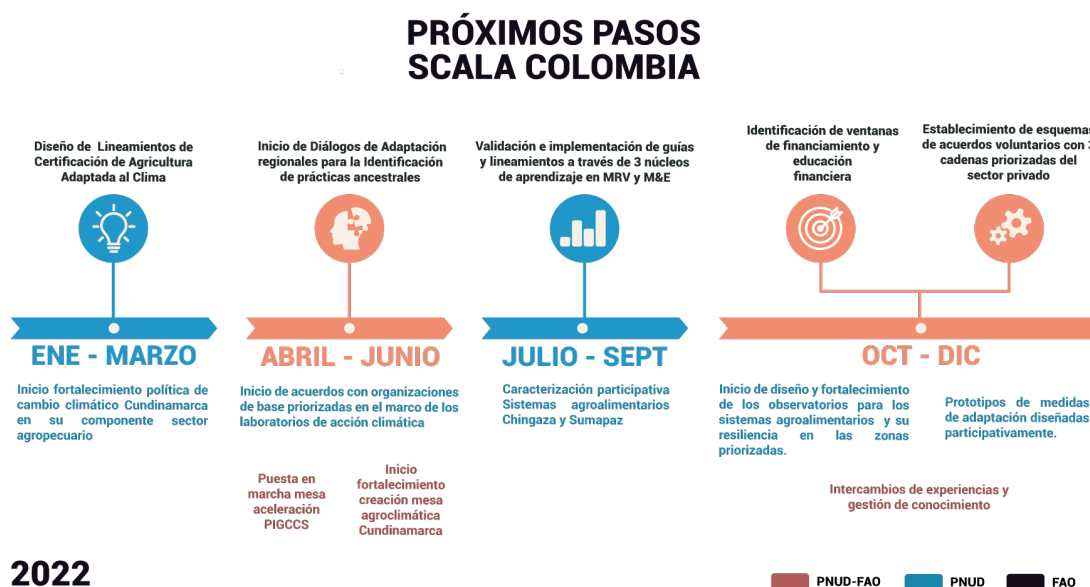 PRÓXIMOS PASOS
SCALA COLOMBIA
Diseño de Lineamientos de
Certificación de Agricultura
Adaptada al Clima
Inicio de Diálogos de Adaptación
regionales para la Identificación
de prácticas ancestrales
Validación e implementación de guías
y lineamientos a través de 3 núcleos
de aprendizaje en MRV y M&E
Identificación de ventanas
de financiamiento y
educación
financiera
Establecimiento de esquemas
de acuerdos voluntarios con 3
cadenas priorizadas del
sector privado
ENE - MARZO
ABRIL - JUNIO
JULIO - SEPT
OCT - DIC
Inicio fortalecimiento política de
cambio climático Cundinamarca
en su componente sector
agropecuario
Inicio de acuerdos con organizaciones
de base priorizadas en el marco de los
laboratorios de acción climática
Caracterización participativa
Sistemas agroalimentarios
Chingaza y Sumapaz
Inicio de diseño y fortalecimiento
de los observatorios para los
sistemas agroalimentarios y su
resiliencia en las zonas
priorizadas.
Prototipos de medidas
de adaptación diseñadas
participativamente.
Puesta en
marcha mesa
aceleración
PIGCCS
Inicio
fortalecimiento
creación mesa
agroclimática
Cundinamarca
Intercambios de experiencias y
gestión de conocimiento
2022
PNUD-FAO
PNUD
FAO